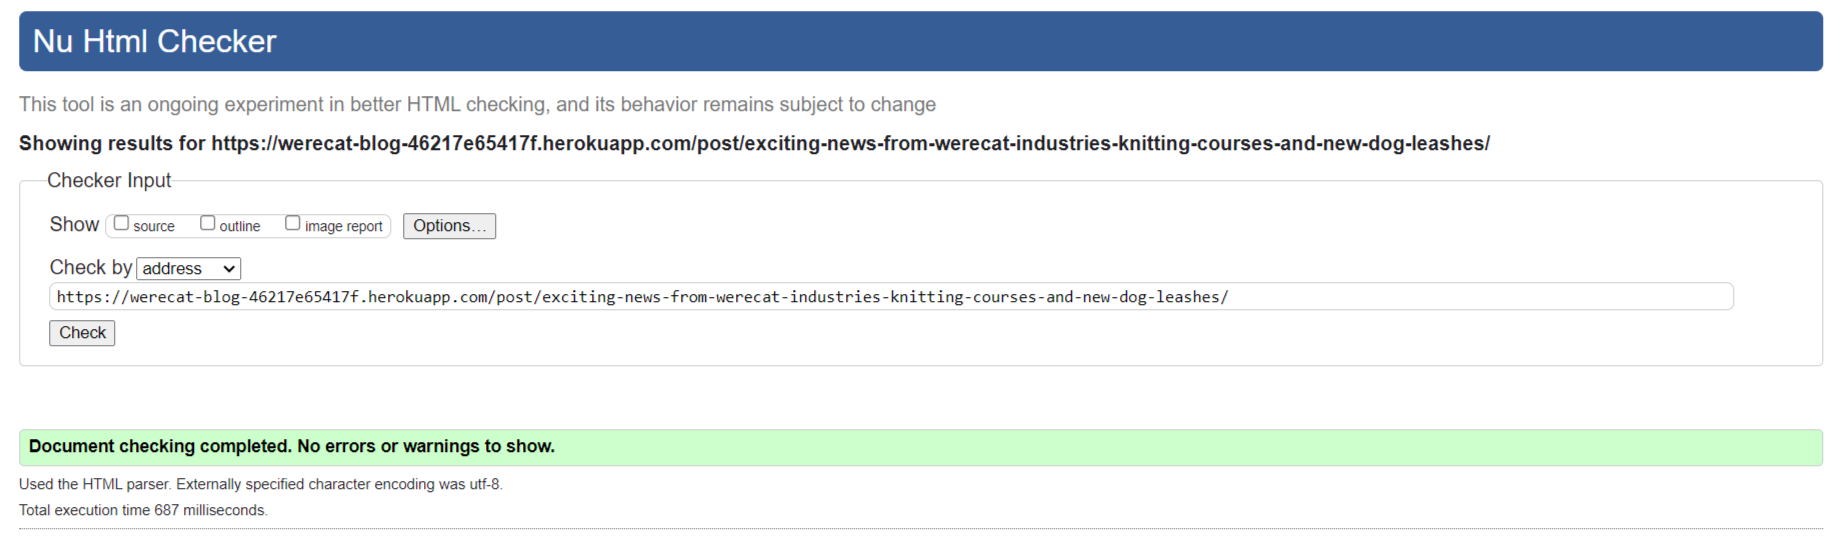 Nu Html Checker
This tool is an ongoing experiment in better HTML checking, and its behavior remains subject to change
Showing results for https://werecat-blog-46217e65417f.herokuapp.com/post/exciting-news-from-werecat-industries-knitting-courses-and-new-dog-leashes/
Checker Input
Show source outline image report Options…
Check by address
https://werecat-blog-46217e65417f.herokuapp.com/post/exciting-news-from-werecat-industries-knitting-courses-and-new-dog-leashes/
Check
Document checking completed. No errors or warnings to show.
Used the HTML parser. Externally specified character encoding was utf-8.
Total execution time 687 milliseconds.